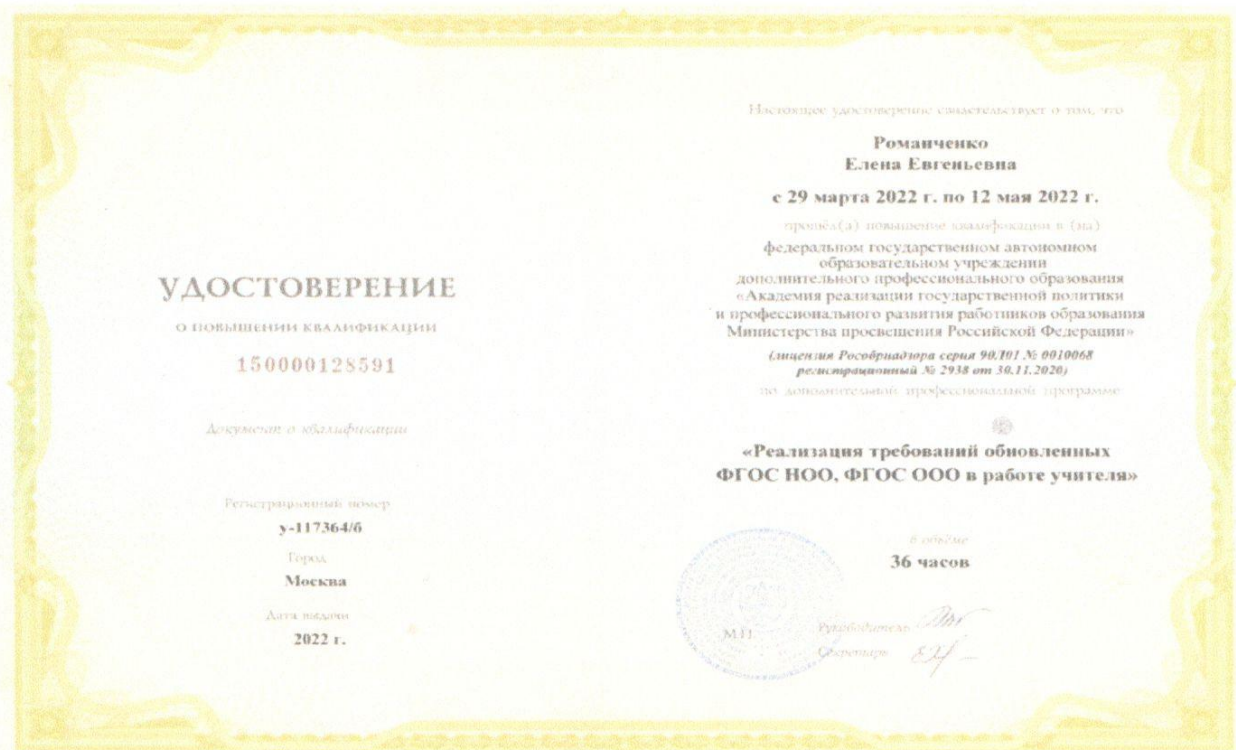 УДОСТОВЕРЕНИЕ
О ПОВЫШЕНИИ КВАЛИФИКАЦИИ
150000128591
Документ о квалификации
Регистрационный номер
у-117364/б
Город
Москва
Дата выдачи
2022 г.
Настоящее удостоверение свидетельствует о том, что
Романченко
Елена Евгеньевна
с 29 марта 2022 г. по 12 мая 2022 г.
прошёл(а) повышение квалификации в (на)
федеральном государственном автономном
образовательном учреждении
дополнительного профессионального образования
«Академия реализации государственной политики
и профессионального развития работников образования
Министерства просвещения Российской Федерации»
(лицензия Рособрнадзора серия 90Л01 № 0010068
регистрационный № 2938 от 30.11.2020)
по дополнительной профессиональной программе
«Реализация требований обновленных
ФГОС НОО, ФГОС ООО в работе учителя»
в объёме
36 часов
М.П.
Руководитель
Секретарь